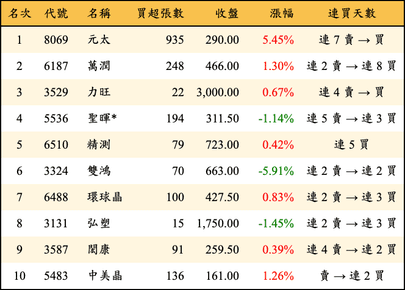 名次 代號 名稱 買超張數 收盤 漲幅 連買天數
1 8069 元太 935 290.00 5.45% 連 7 賣 → 買
2 6187 萬潤 248 466.00 1.30% 連 2 賣 → 連 8 買
3 3529 力旺 22 3,000.00 0.67% 連 4 賣 → 買
4 5536 聖暉* 194 311.50 -1.14% 連 5 賣 → 連 3 買
5 6510 精測 79 723.00 0.42% 連 5 買
6 3324 雙鴻 70 663.00 -5.91% 連 2 賣 → 連 2 買
7 6488 環球晶 100 427.50 0.83% 連 2 賣 → 連 3 買
8 3131 弘塑 15 1,750.00 -1.45% 連 2 賣 → 連 3 買
9 3587 閎康 91 259.50 0.39% 連 4 賣 → 連 2 買
10 5483 中美晶 136 161.00 1.26% 賣 → 連 2 買